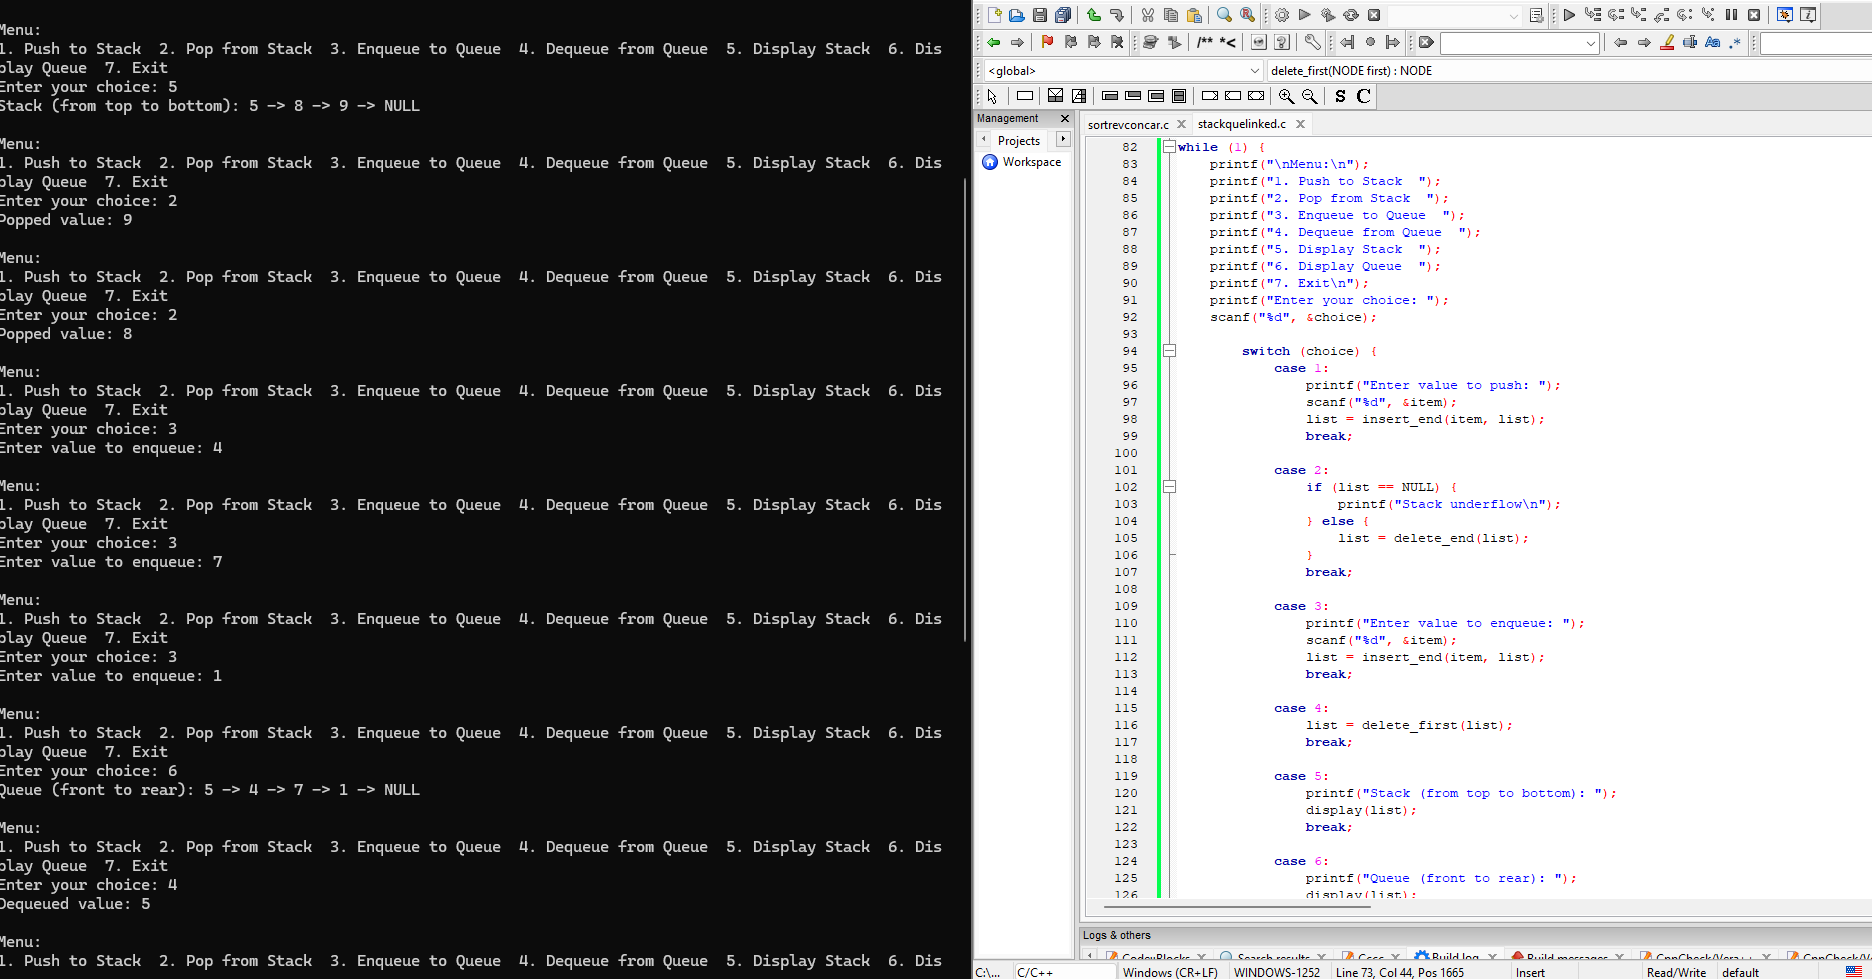 Menu:
1. Push to Stack  2. Pop from Stack  3. Enqueue to Queue  4. Dequeue from Queue  5. Display Stack  6. Dis
play Queue  7. Exit
Enter your choice: 5
Stack (from top to bottom): 5 -> 8 -> 9 -> NULL
Menu:
1. Push to Stack  2. Pop from Stack  3. Enqueue to Queue  4. Dequeue from Queue  5. Display Stack  6. Dis
play Queue  7. Exit
Enter your choice: 2
Popped value: 9
Menu:
1. Push to Stack  2. Pop from Stack  3. Enqueue to Queue  4. Dequeue from Queue  5. Display Stack  6. Dis
play Queue  7. Exit
Enter your choice: 2
Popped value: 8
Menu:
1. Push to Stack  2. Pop from Stack  3. Enqueue to Queue  4. Dequeue from Queue  5. Display Stack  6. Dis
play Queue  7. Exit
Enter your choice: 3
Enter value to enqueue: 4
Menu:
1. Push to Stack  2. Pop from Stack  3. Enqueue to Queue  4. Dequeue from Queue  5. Display Stack  6. Dis
play Queue  7. Exit
Enter your choice: 3
Enter value to enqueue: 7
Menu:
1. Push to Stack  2. Pop from Stack  3. Enqueue to Queue  4. Dequeue from Queue  5. Display Stack  6. Dis
play Queue  7. Exit
Enter your choice: 3
Enter value to enqueue: 1
Menu:
1. Push to Stack  2. Pop from Stack  3. Enqueue to Queue  4. Dequeue from Queue  5. Display Stack  6. Dis
play Queue  7. Exit
Enter your choice: 6
Queue (front to rear): 5 -> 4 -> 7 -> 1 -> NULL
Menu:
1. Push to Stack  2. Pop from Stack  3. Enqueue to Queue  4. Dequeue from Queue  5. Display Stack  6. Dis
play Queue  7. Exit
Enter your choice: 4
Dequeued value: 5
Menu:
1. Push to Stack  2. Pop from Stack  3. Enqueue to Queue  4. Dequeue from Queue  5. Display Stack  6. Dis
/** *<
Aa .*
<global>
delete_first(NODE first) : NODE
S C
Management
Projects
Workspace
sortrevconcar.c
stackquelinked.c
82 while (1) {
83 printf("\nMenu:\n");
84 printf("1. Push to Stack  ");
85 printf("2. Pop from Stack  ");
86 printf("3. Enqueue to Queue  ");
87 printf("4. Dequeue from Queue  ");
88 printf("5. Display Stack  ");
89 printf("6. Display Queue  ");
90 printf("7. Exit\n");
91 printf("Enter your choice: ");
92 scanf("%d", &choice);
93
94 switch (choice) {
95 case 1:
96 printf("Enter value to push: ");
97 scanf("%d", &item);
98 list = insert_end(item, list);
99 break;
100
101 case 2:
102 if (list == NULL) {
103 printf("Stack underflow\n");
104 } else {
105 list = delete_end(list);
106 }
107 break;
108
109 case 3:
110 printf("Enter value to enqueue: ");
111 scanf("%d", &item);
112 list = insert_end(item, list);
113 break;
114
115 case 4:
116 list = delete_first(list);
117 break;
118
119 case 5:
120 printf("Stack (from top to bottom): ");
121 display(list);
122 break;
123
124 case 6:
125 printf("Queue (front to rear): ");
126 display(list);
Logs & others
Code::Blocks
Search results
Cccc
Build log
Build messages
CppCheck/Vera++
C:\...
C/C++
Windows (CR+LF)
WINDOWS-1252
Line 73, Col 44, Pos 1665
Insert
Read/Write
default